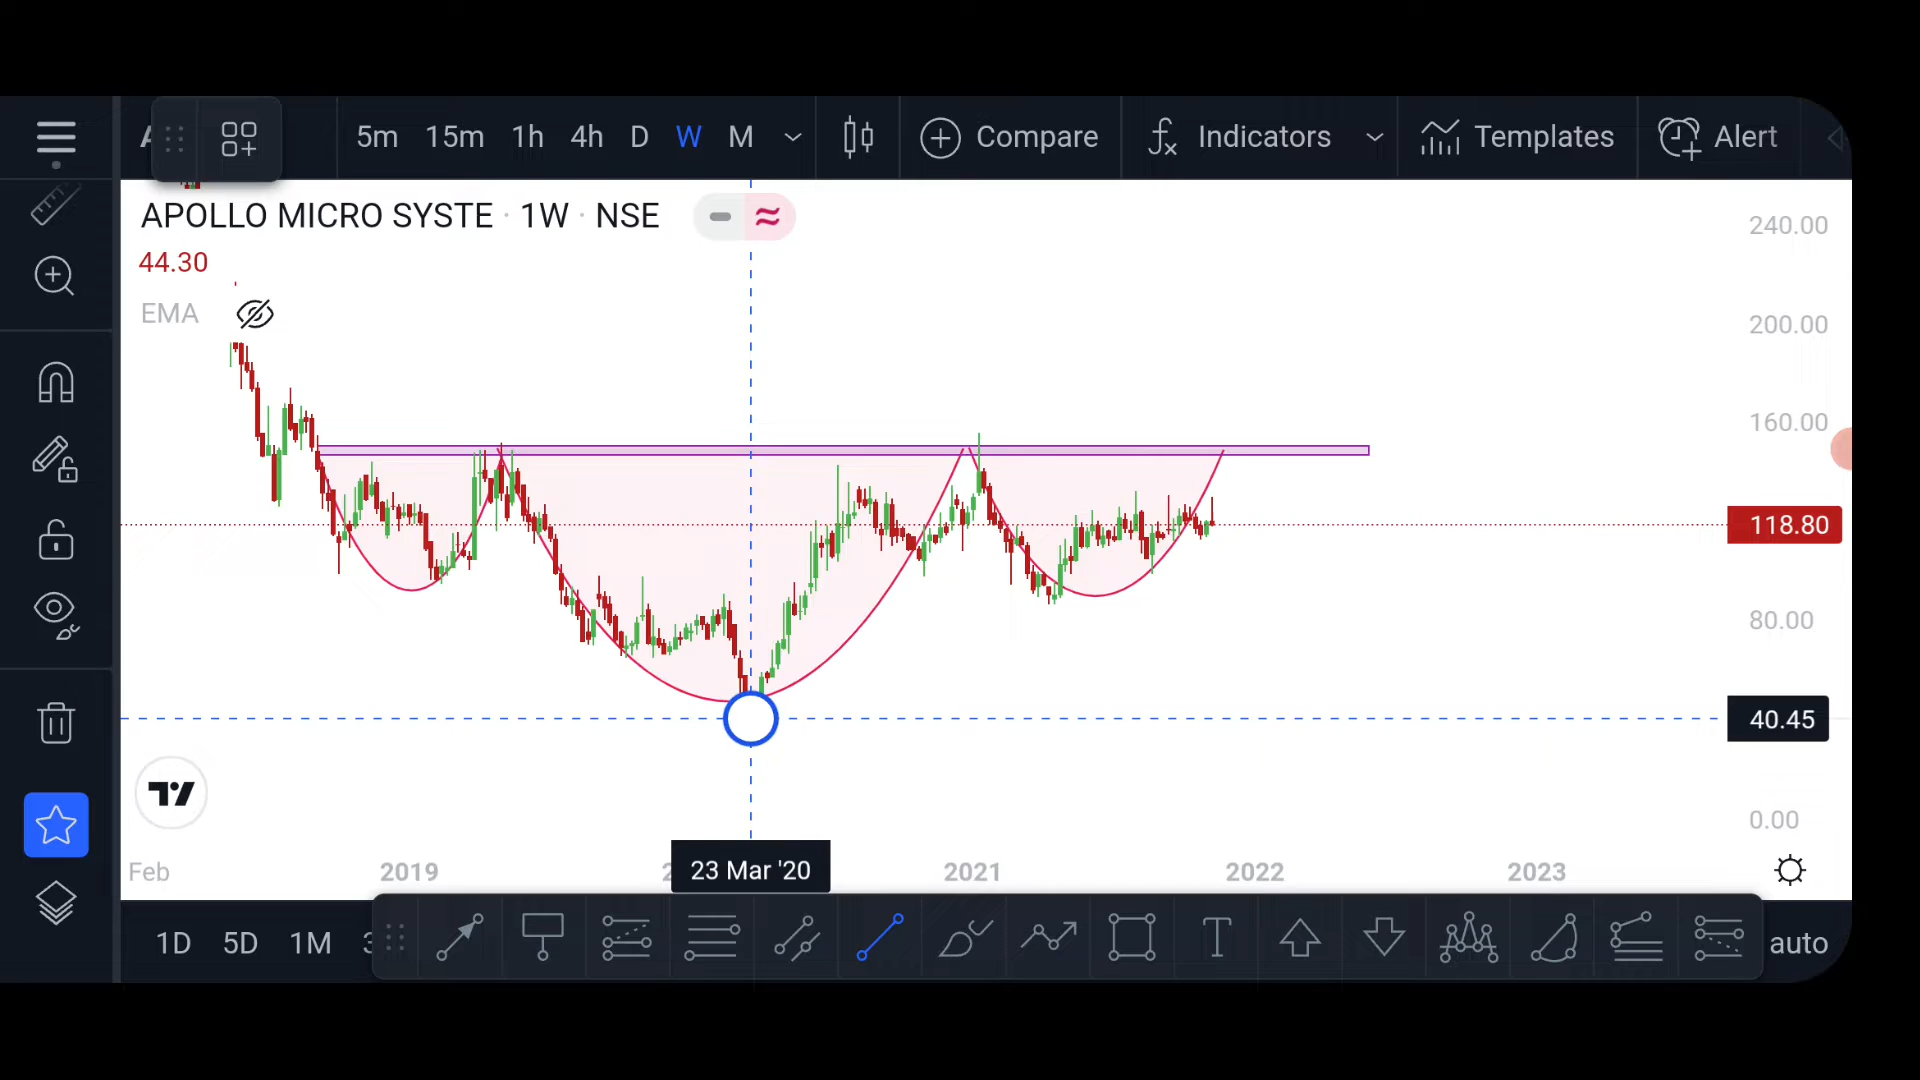 5m 15m 1h 4h D W M Compare Indicators Templates Alert
APOLLO MICRO SYSTE · 1W · NSE
44.30
EMA
240.00
200.00
160.00
118.80
80.00
40.45
0.00
Feb 2019 23 Mar '20 2021 2022 2023
1D 5D 1M auto